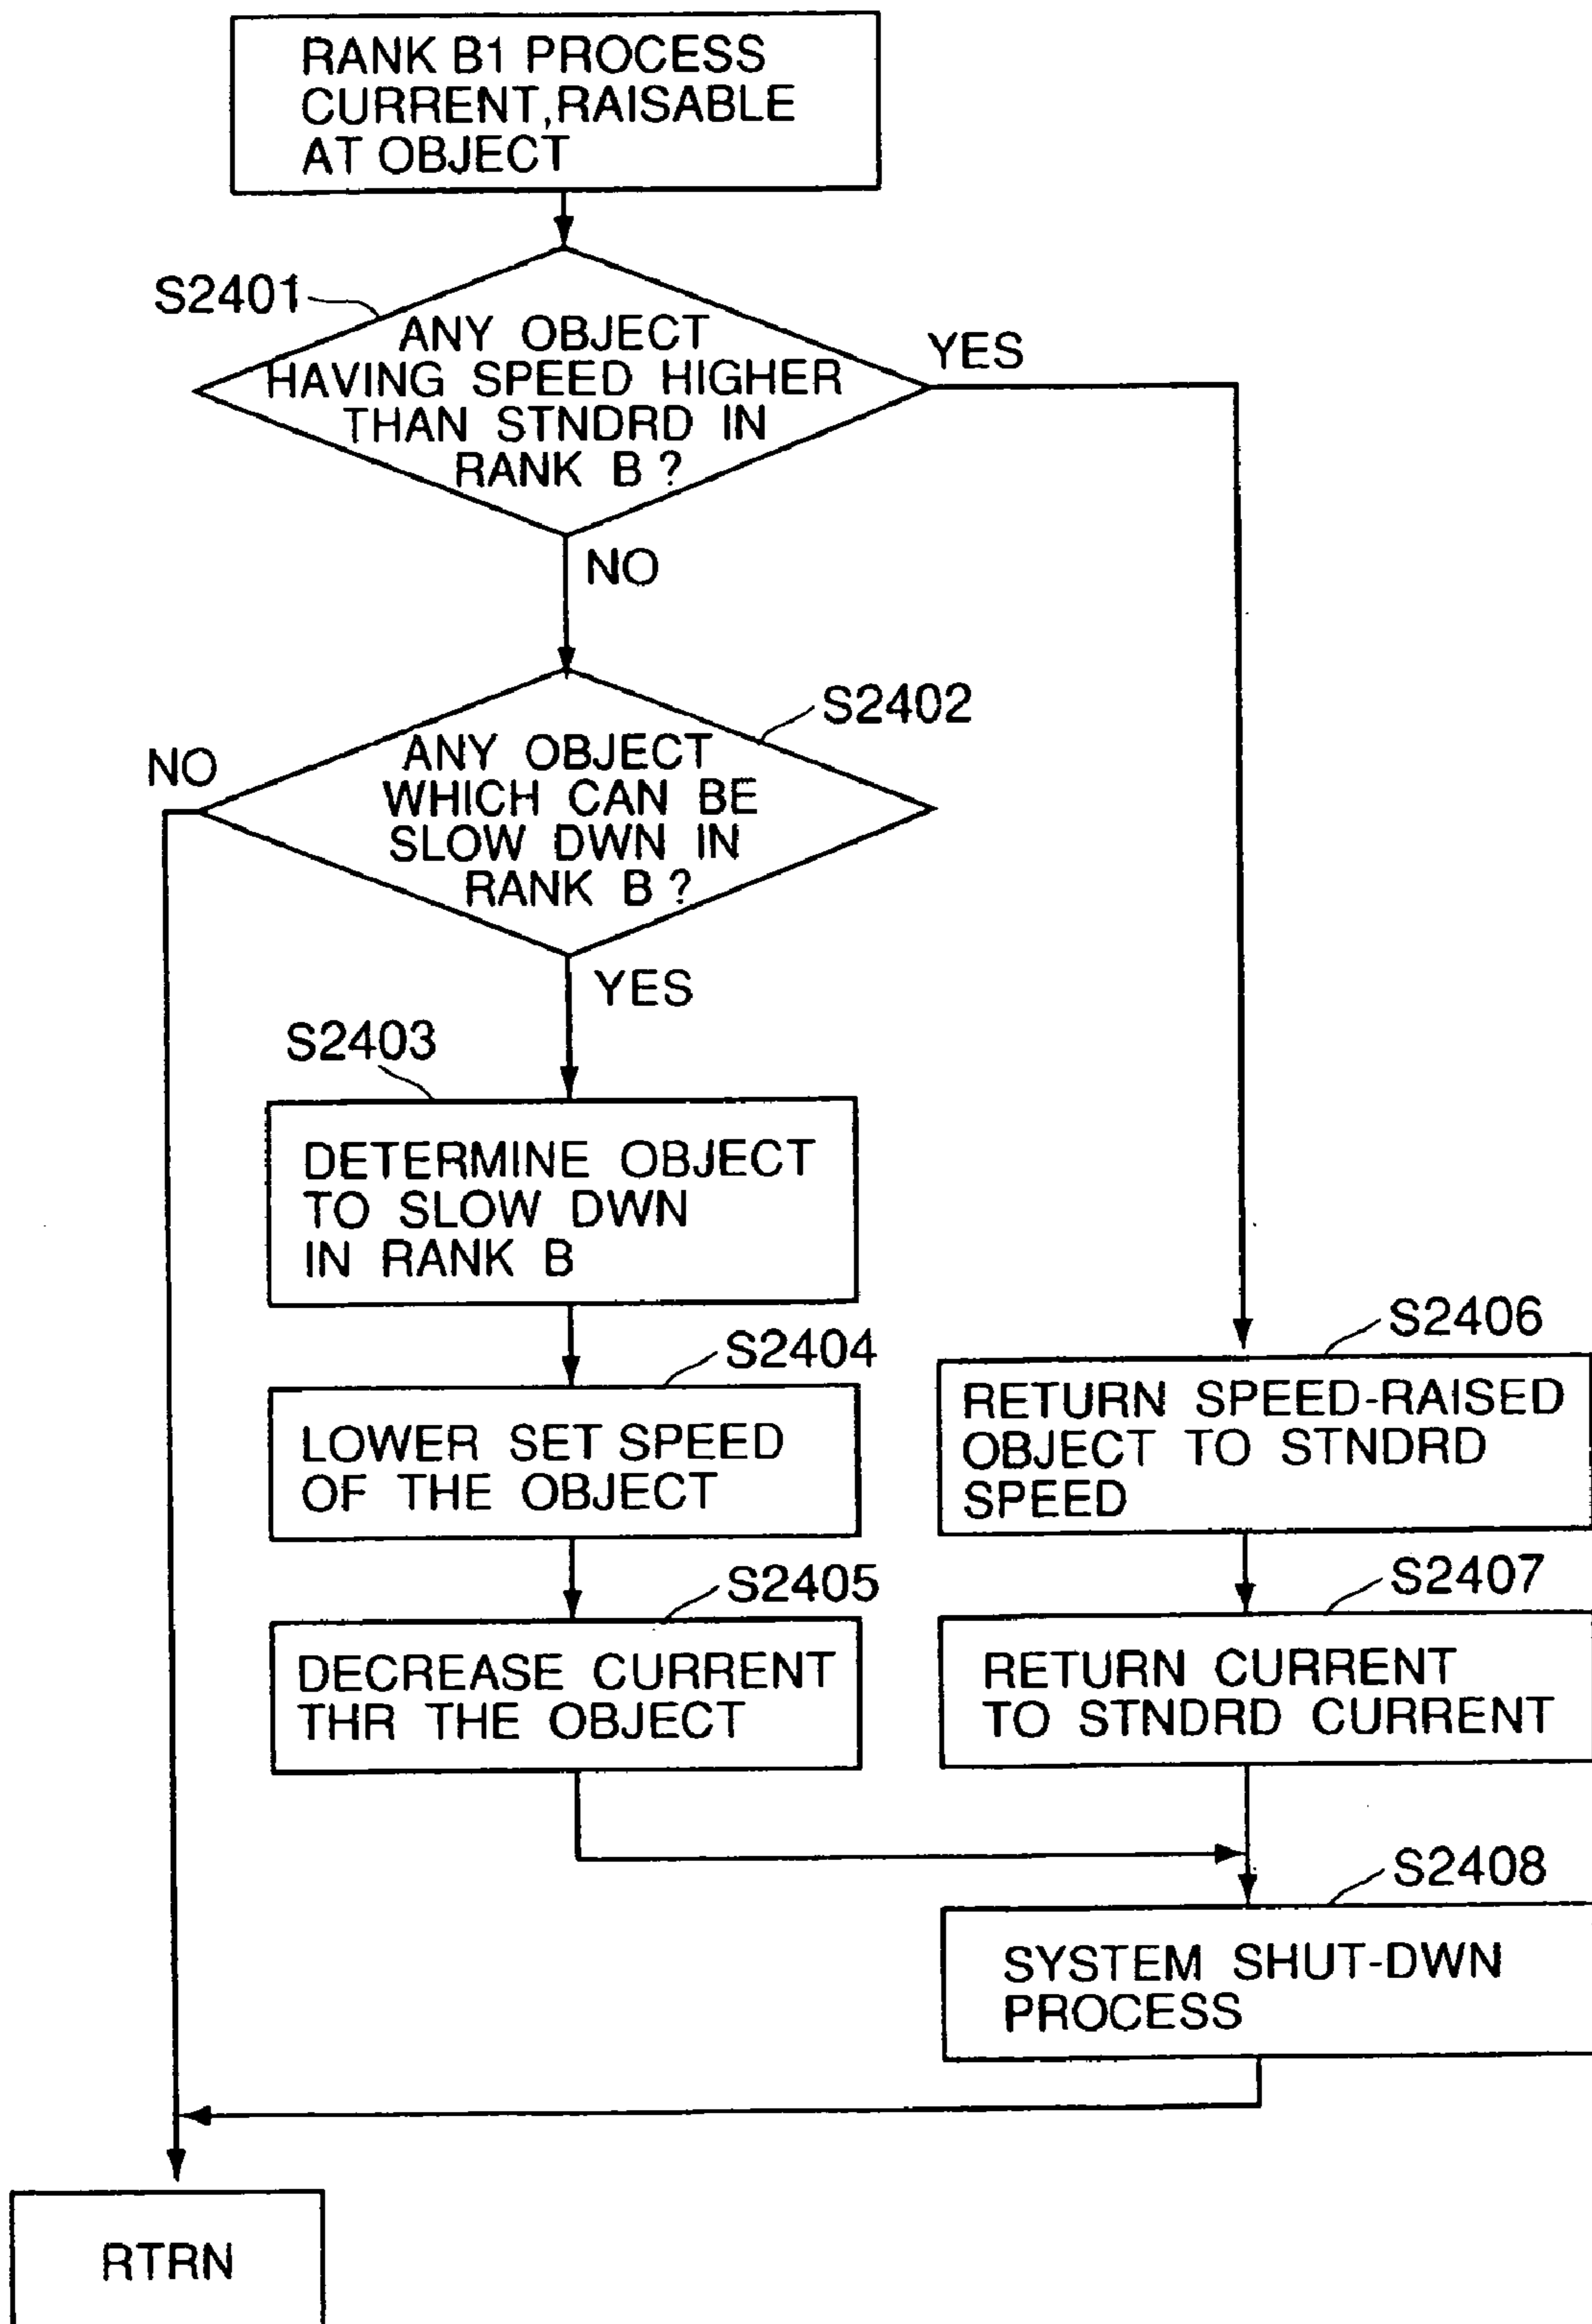 RANK B1 PROCESS
CURRENT, RAISABLE
AT OBJECT
S2401
ANY OBJECT
HAVING SPEED HIGHER
THAN STNDRD IN
RANK B ?
YES
NO
S2402
ANY OBJECT
WHICH CAN BE
SLOW DWN IN
RANK B ?
NO
YES
S2403
DETERMINE OBJECT
TO SLOW DWN
IN RANK B
S2404
LOWER SET SPEED
OF THE OBJECT
S2405
DECREASE CURRENT
THR THE OBJECT
S2406
RETURN SPEED-RAISED
OBJECT TO STNDRD
SPEED
S2407
RETURN CURRENT
TO STNDRD CURRENT
S2408
SYSTEM SHUT-DWN
PROCESS
RTRN